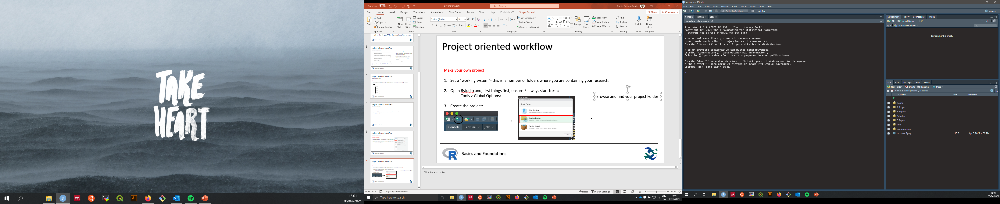 TAKE
HEART
16:01
06/04/2021
AutoSave Off
2.Workflow.pptx
Search
Daniel Estevez-Barcia
File Home Insert Design Transitions Animations Slide Show Review View Help EndNote X7 Shape Format
Share Comments
Paste
Cut
Copy
Format Painter
Clipboard
New Slide
Reuse Slides
Layout
Reset
Section
Slides
Calibri (Body) 18
Font
Text Direction
Align Text
Convert to SmartArt
Paragraph
Arrange
Quick Styles
Shape Fill
Shape Outline
Shape Effects
Drawing
Find
Replace
Select
Editing
Dictate
Voice
Design Ideas
Designer
I will be like "R que R" for the duration of the course
3
Project oriented workflow
4
Project oriented workflow
5
Project oriented workflow
6
Project oriented workflow
7
Project oriented workflow
Project oriented workflow
Make your own project
1. Set a “working system”- this is, a number of folders where you are containing your research.
2. Open Rstudio and, first things first, ensure R always start fresh:
Tools > Global Options:
Browse and find your project Folder
3. Create the project:
Console Terminal Jobs
Create Project
New Directory
Existing Directory
Version Control
Cancel
R Basics and Foundations
Click to add notes
Slide 7 of 7 English (United States)
Notes Display Settings 94 %
Type here to search
ENG
DA
16:01
06/04/2021
r-course - RStudio
File Edit Code View Plots Session Build Debug Profile Tools Help
Go to file/function Addins
r-course
Console Terminal Jobs
~/daeb_genetics/r-course/
R version 4.0.4 (2021-02-15) -- "Lost Library Book"
Copyright (C) 2021 The R Foundation for Statistical Computing
Platform: x86_64-w64-mingw32/x64 (64-bit)
R es un software libre y viene sin GARANTIA ALGUNA.
Usted puede redistribuirlo bajo ciertas circunstancias.
Escriba 'license()' o 'licence()' para detalles de distribucion.
R es un proyecto colaborativo con muchos contribuyentes.
Escriba 'contributors()' para obtener más información y
'citation()' para saber cómo citar R o paquetes de R en publicaciones.
Escriba 'demo()' para demostraciones, 'help()' para el sistema on-line de ayuda,
o 'help.start()' para abrir el sistema de ayuda HTML con su navegador.
Escriba 'q()' para salir de R.
>
Environment History Connections Tutorial
Import Dataset List
R Global Environment
Environment is empty
Files Plots Packages Help Viewer
New Folder Delete Rename More
Home daeb_genetics r-course
Name Size Modified
..
1.Data
2.Scripts
3.Figures
4.Tables
5.Papers
info
presentations
r-course.Rproj 218 B Apr 6, 2021, 4:00 PM
16:01
06/04/2021